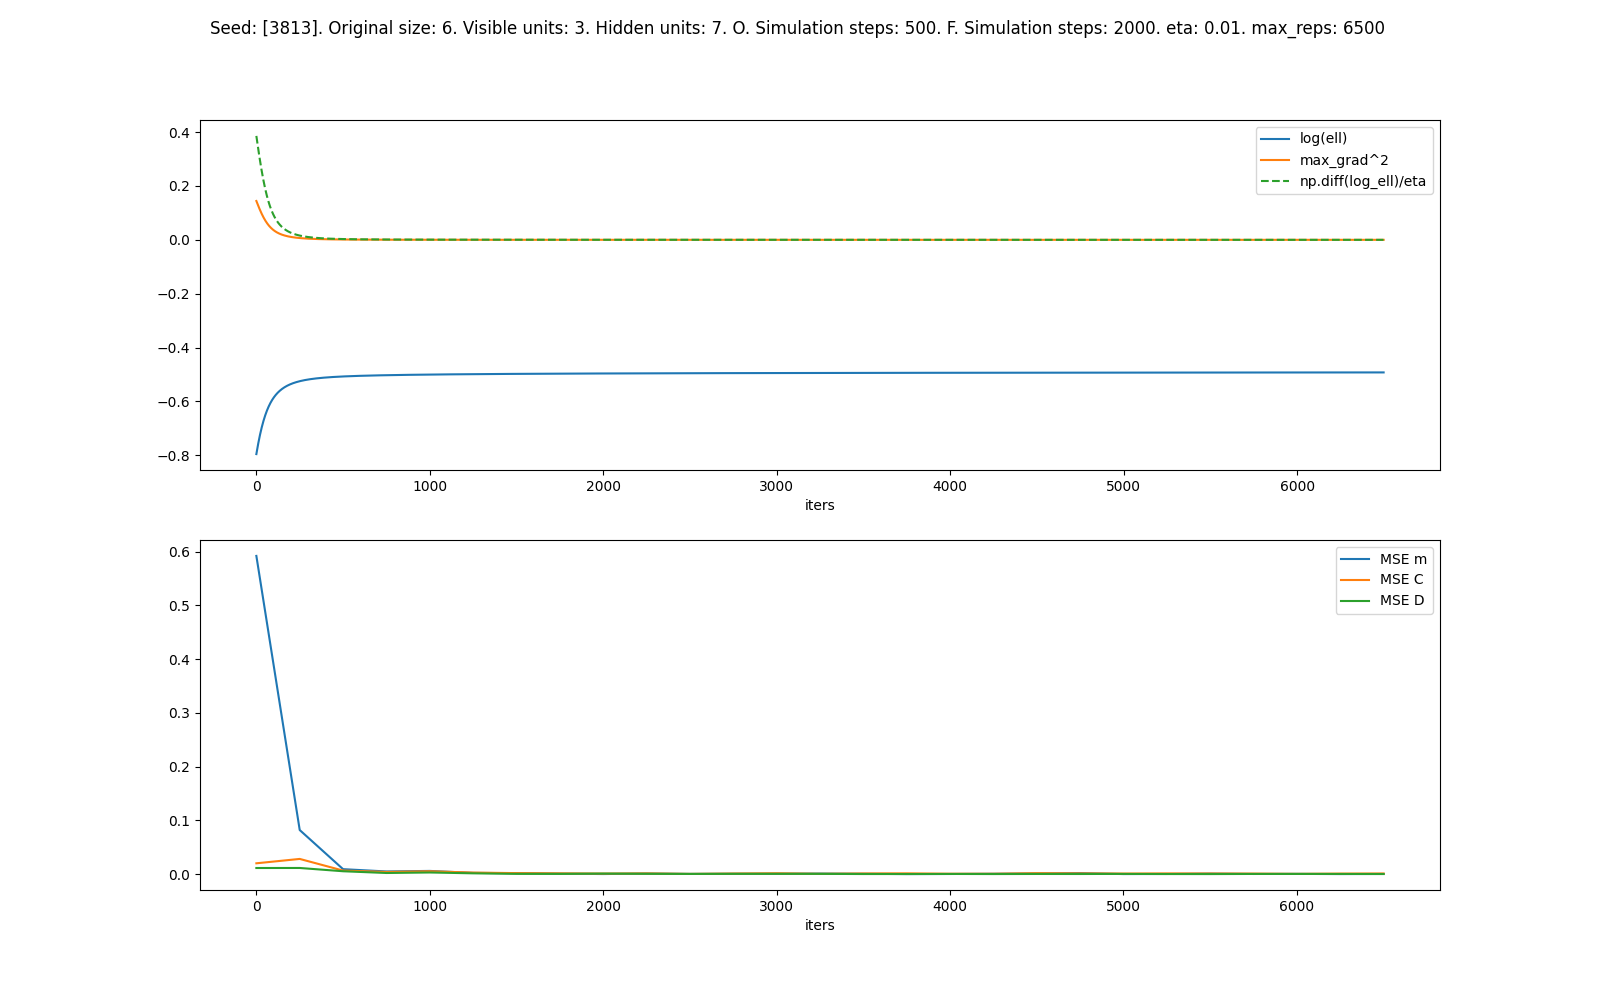 Seed: [3813]. Original size: 6. Visible units: 3. Hidden units: 7. O. Simulation steps: 500. F. Simulation steps: 2000. eta: 0.01. max_reps: 6500
0.4
0.2
0.0
−0.2
−0.4
−0.6
−0.8
log(ell)
max_grad^2
np.diff(log_ell)/eta
0 1000 2000 3000 4000 5000 6000
iters
0.6
0.5
0.4
0.3
0.2
0.1
0.0
MSE m
MSE C
MSE D
0 1000 2000 3000 4000 5000 6000
iters